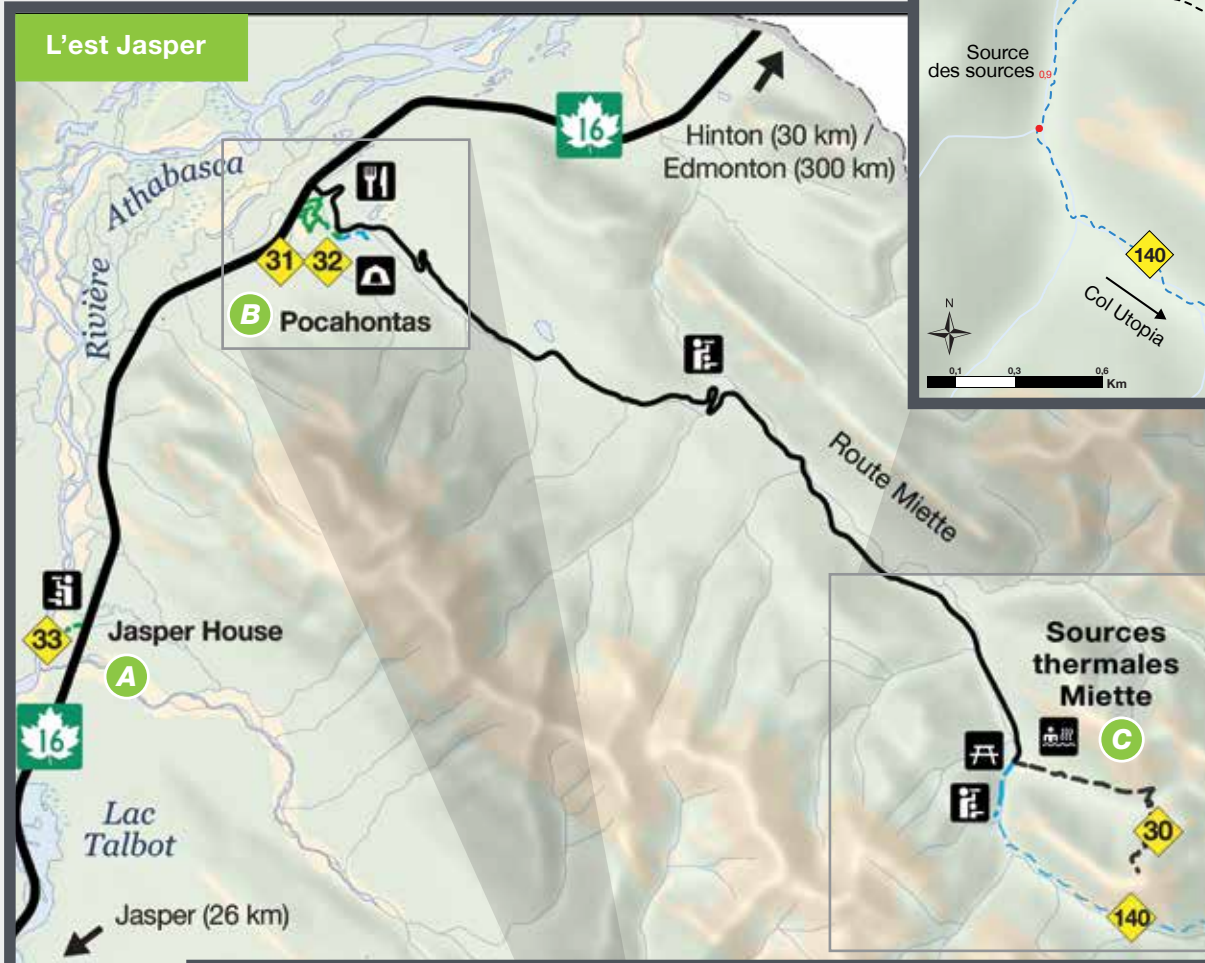 L'est Jasper
16
Hinton (30 km) /
Edmonton (300 km)
Rivière
Athabasca
31
32
B
Pocahontas
Route Miette
33
Jasper House
A
16
Lac
Talbot
Jasper (26 km)
Sources
thermales
Miette
C
30
140
Source
des sources
0,9
140
Col Utopia
N
0,1
0,3
0,6
Km